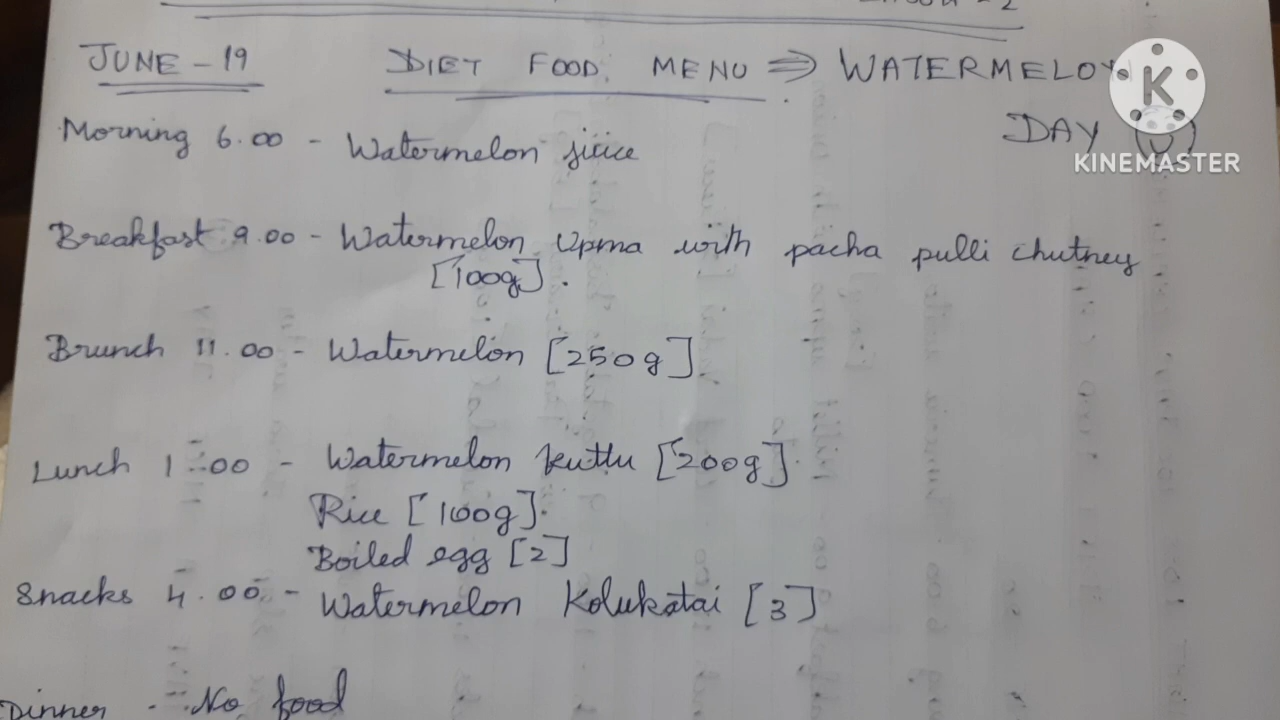 JUNE - 19 DIET FOOD MENU ⇒ WATERMELON
DAY
K
KINEMASTER
Morning 6.00 - Watermelon juice
Breakfast 9.00 - Watermelon Upma with pacha pulli chutney
[100g].
Brunch 11.00 - Watermelon [250g]
Lunch 1.00 - Watermelon kuttu [200g]
Rice [100g].
Boiled egg [2]
Snacks 4.00 - Watermelon Kolukatai [3]
Dinner - No food